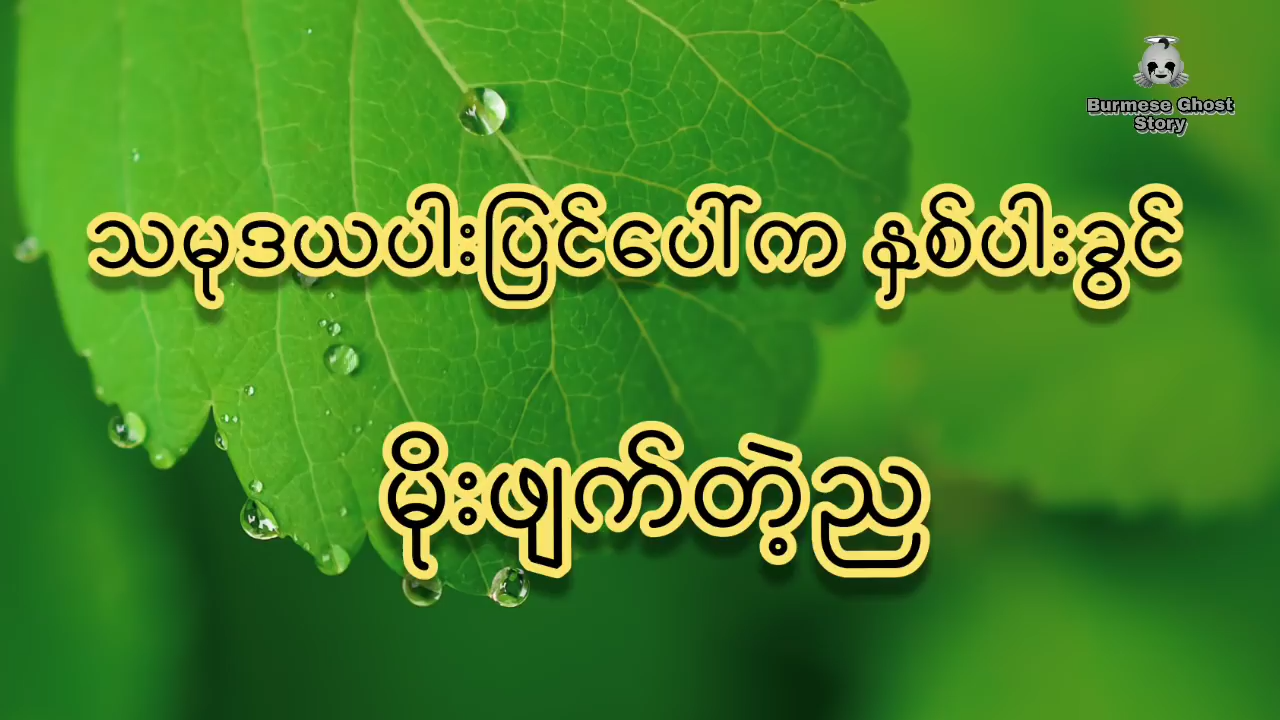 Burmese Ghost
Story
သမုဒယပါးပြင်ပေါ်က နှစ်ပါးခွင်
မိုးဖျက်တဲ့ည